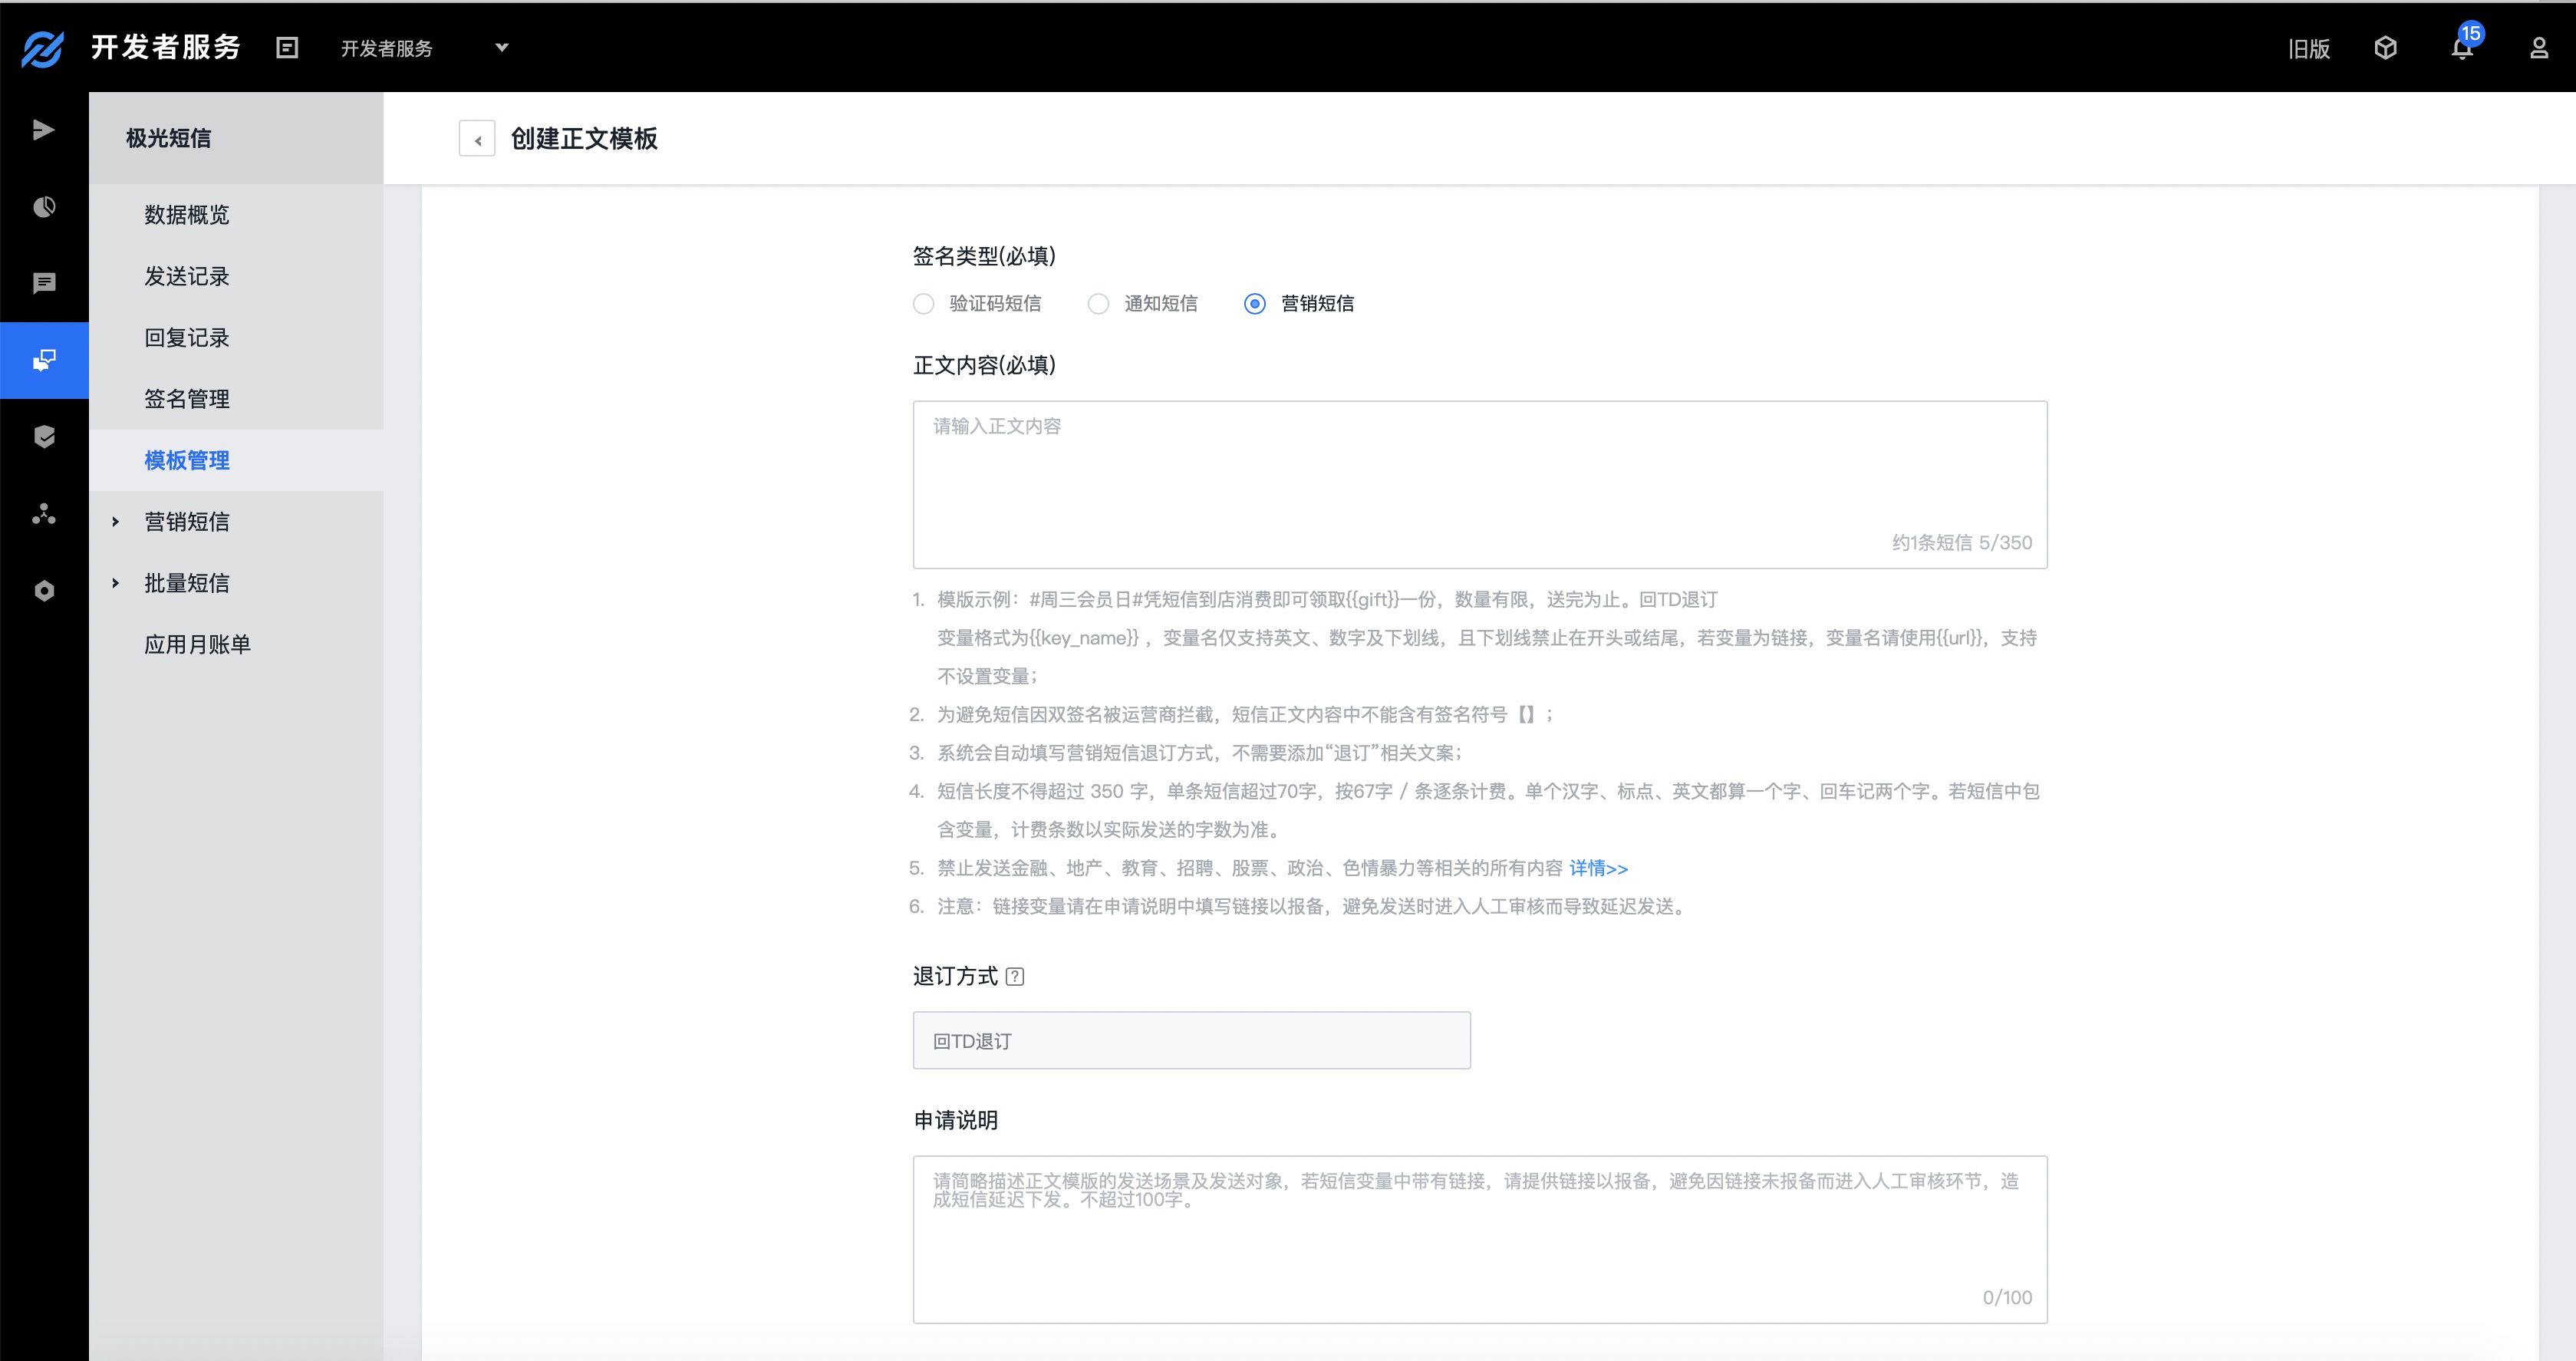 开发者服务
开发者服务
旧版
15
极光短信
数据概览
发送记录
回复记录
签名管理
模板管理
营销短信
批量短信
应用月账单
创建正文模板
签名类型(必填)
验证码短信 通知短信 营销短信
正文内容(必填)
请输入正文内容
约1条短信 5/350
1. 模版示例：#周三会员日#凭短信到店消费即可领取{{gift}}一份，数量有限，送完为止。回TD退订
变量格式为{{key_name}} ，变量名仅支持英文、数字及下划线，且下划线禁止在开头或结尾，若变量为链接，变量名请使用{{url}}，支持
不设置变量；
2. 为避免短信因双签名被运营商拦截，短信正文内容中不能含有签名符号【】；
3. 系统会自动填写营销短信退订方式，不需要添加“退订”相关文案；
4. 短信长度不得超过 350 字，单条短信超过70字，按67字 / 条逐条计费。单个汉字、标点、英文都算一个字、回车记两个字。若短信中包
含变量，计费条数以实际发送的字数为准。
5. 禁止发送金融、地产、教育、招聘、股票、政治、色情暴力等相关的所有内容 详情>>
6. 注意：链接变量请在申请说明中填写链接以报备，避免发送时进入人工审核而导致延迟发送。
退订方式 ?
回TD退订
申请说明
请简略描述正文模版的发送场景及发送对象，若短信变量中带有链接，请提供链接以报备，避免因链接未报备而进入人工审核环节，造
成短信延迟下发。不超过100字。
0/100